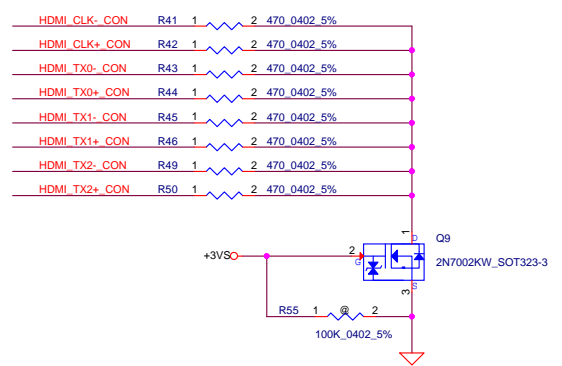 HDMI_CLK-_CON R41 1 2 470_0402_5%
HDMI_CLK+_CON R42 1 2 470_0402_5%
HDMI_TX0-_CON R43 1 2 470_0402_5%
HDMI_TX0+_CON R44 1 2 470_0402_5%
HDMI_TX1-_CON R45 1 2 470_0402_5%
HDMI_TX1+_CON R46 1 2 470_0402_5%
HDMI_TX2-_CON R49 1 2 470_0402_5%
HDMI_TX2+_CON R50 1 2 470_0402_5%
1 D Q9
+3VS 2 G 2N7002KW_SOT323-3
3 S
R55 1 @ 2
100K_0402_5%